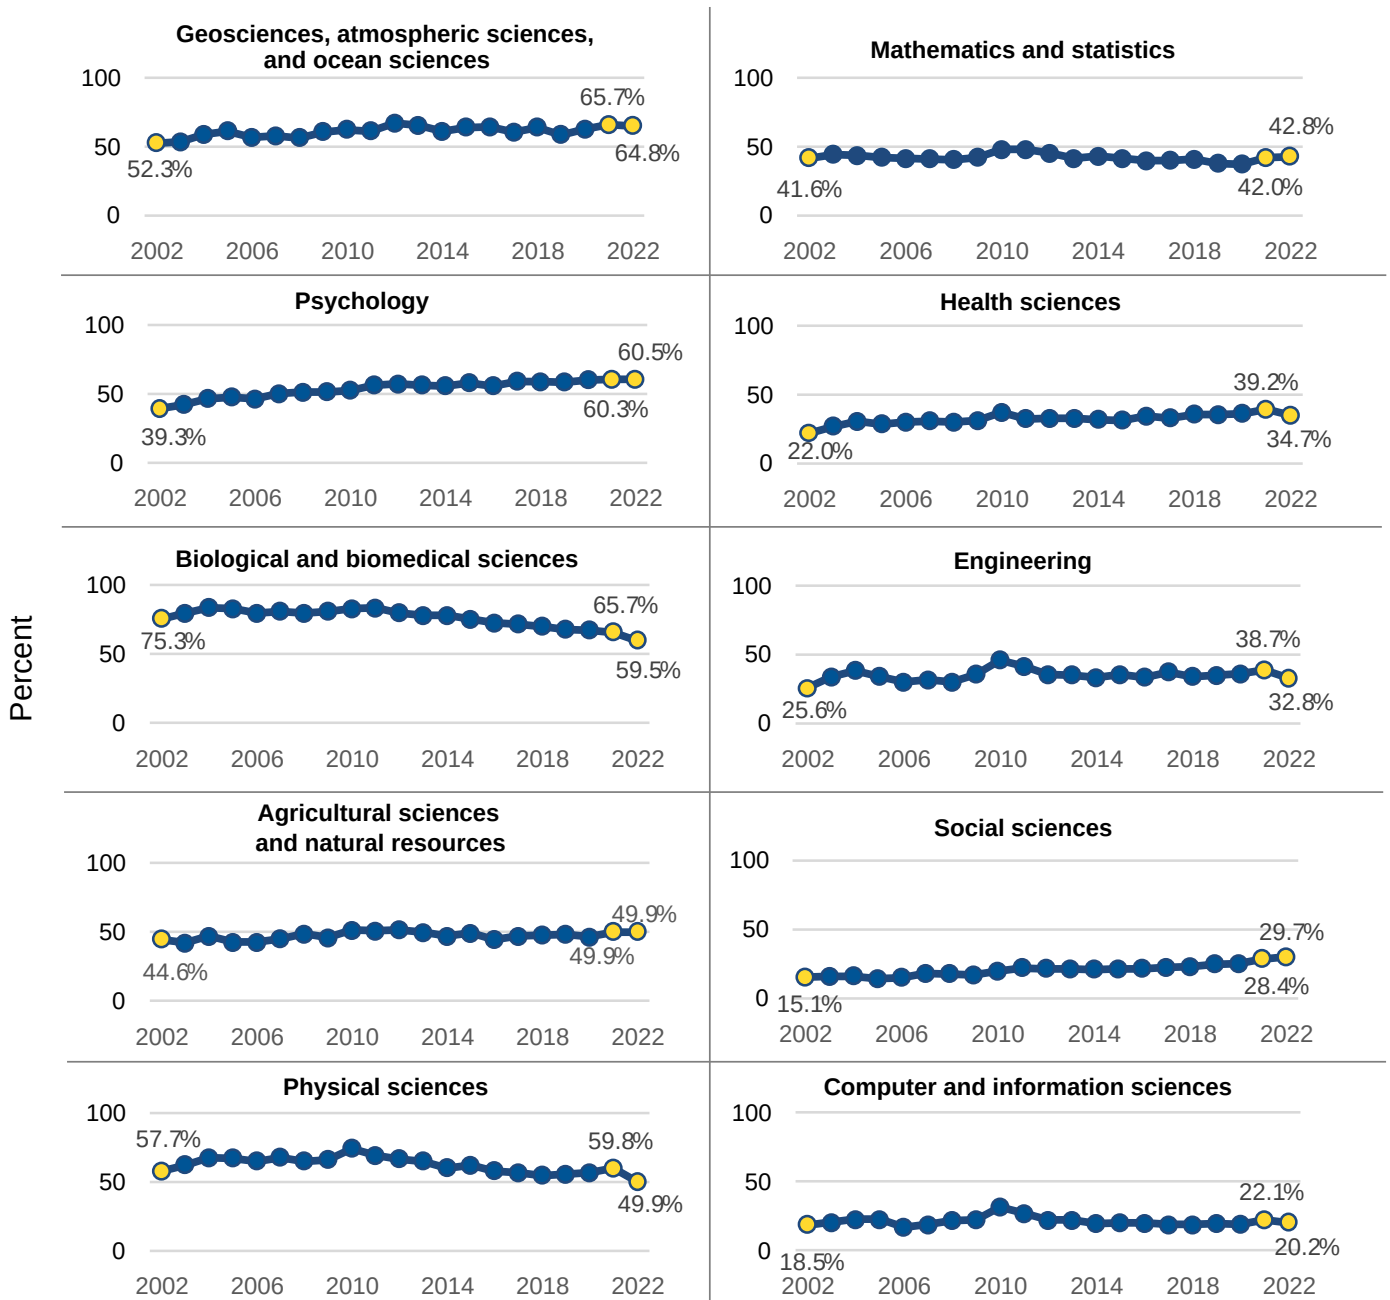 Percent
Geosciences, atmospheric sciences,
and ocean sciences
100
50
0
65.7%
64.8%
52.3%
2002 2006 2010 2014 2018 2022
Mathematics and statistics
100
50
0
42.8%
41.6%
42.0%
2002 2006 2010 2014 2018 2022
Psychology
100
50
0
60.5%
60.3%
39.3%
2002 2006 2010 2014 2018 2022
Health sciences
100
50
0
39.2%
34.7%
22.0%
2002 2006 2010 2014 2018 2022
Biological and biomedical sciences
100
50
0
65.7%
75.3%
59.5%
2002 2006 2010 2014 2018 2022
Engineering
100
50
0
38.7%
32.8%
25.6%
2002 2006 2010 2014 2018 2022
Agricultural sciences
and natural resources
100
50
0
49.9%
49.9%
44.6%
2002 2006 2010 2014 2018 2022
Social sciences
100
50
0
29.7%
28.4%
15.1%
2002 2006 2010 2014 2018 2022
Physical sciences
100
50
0
57.7%
59.8%
49.9%
2002 2006 2010 2014 2018 2022
Computer and information sciences
100
50
0
22.1%
20.2%
18.5%
2002 2006 2010 2014 2018 2022